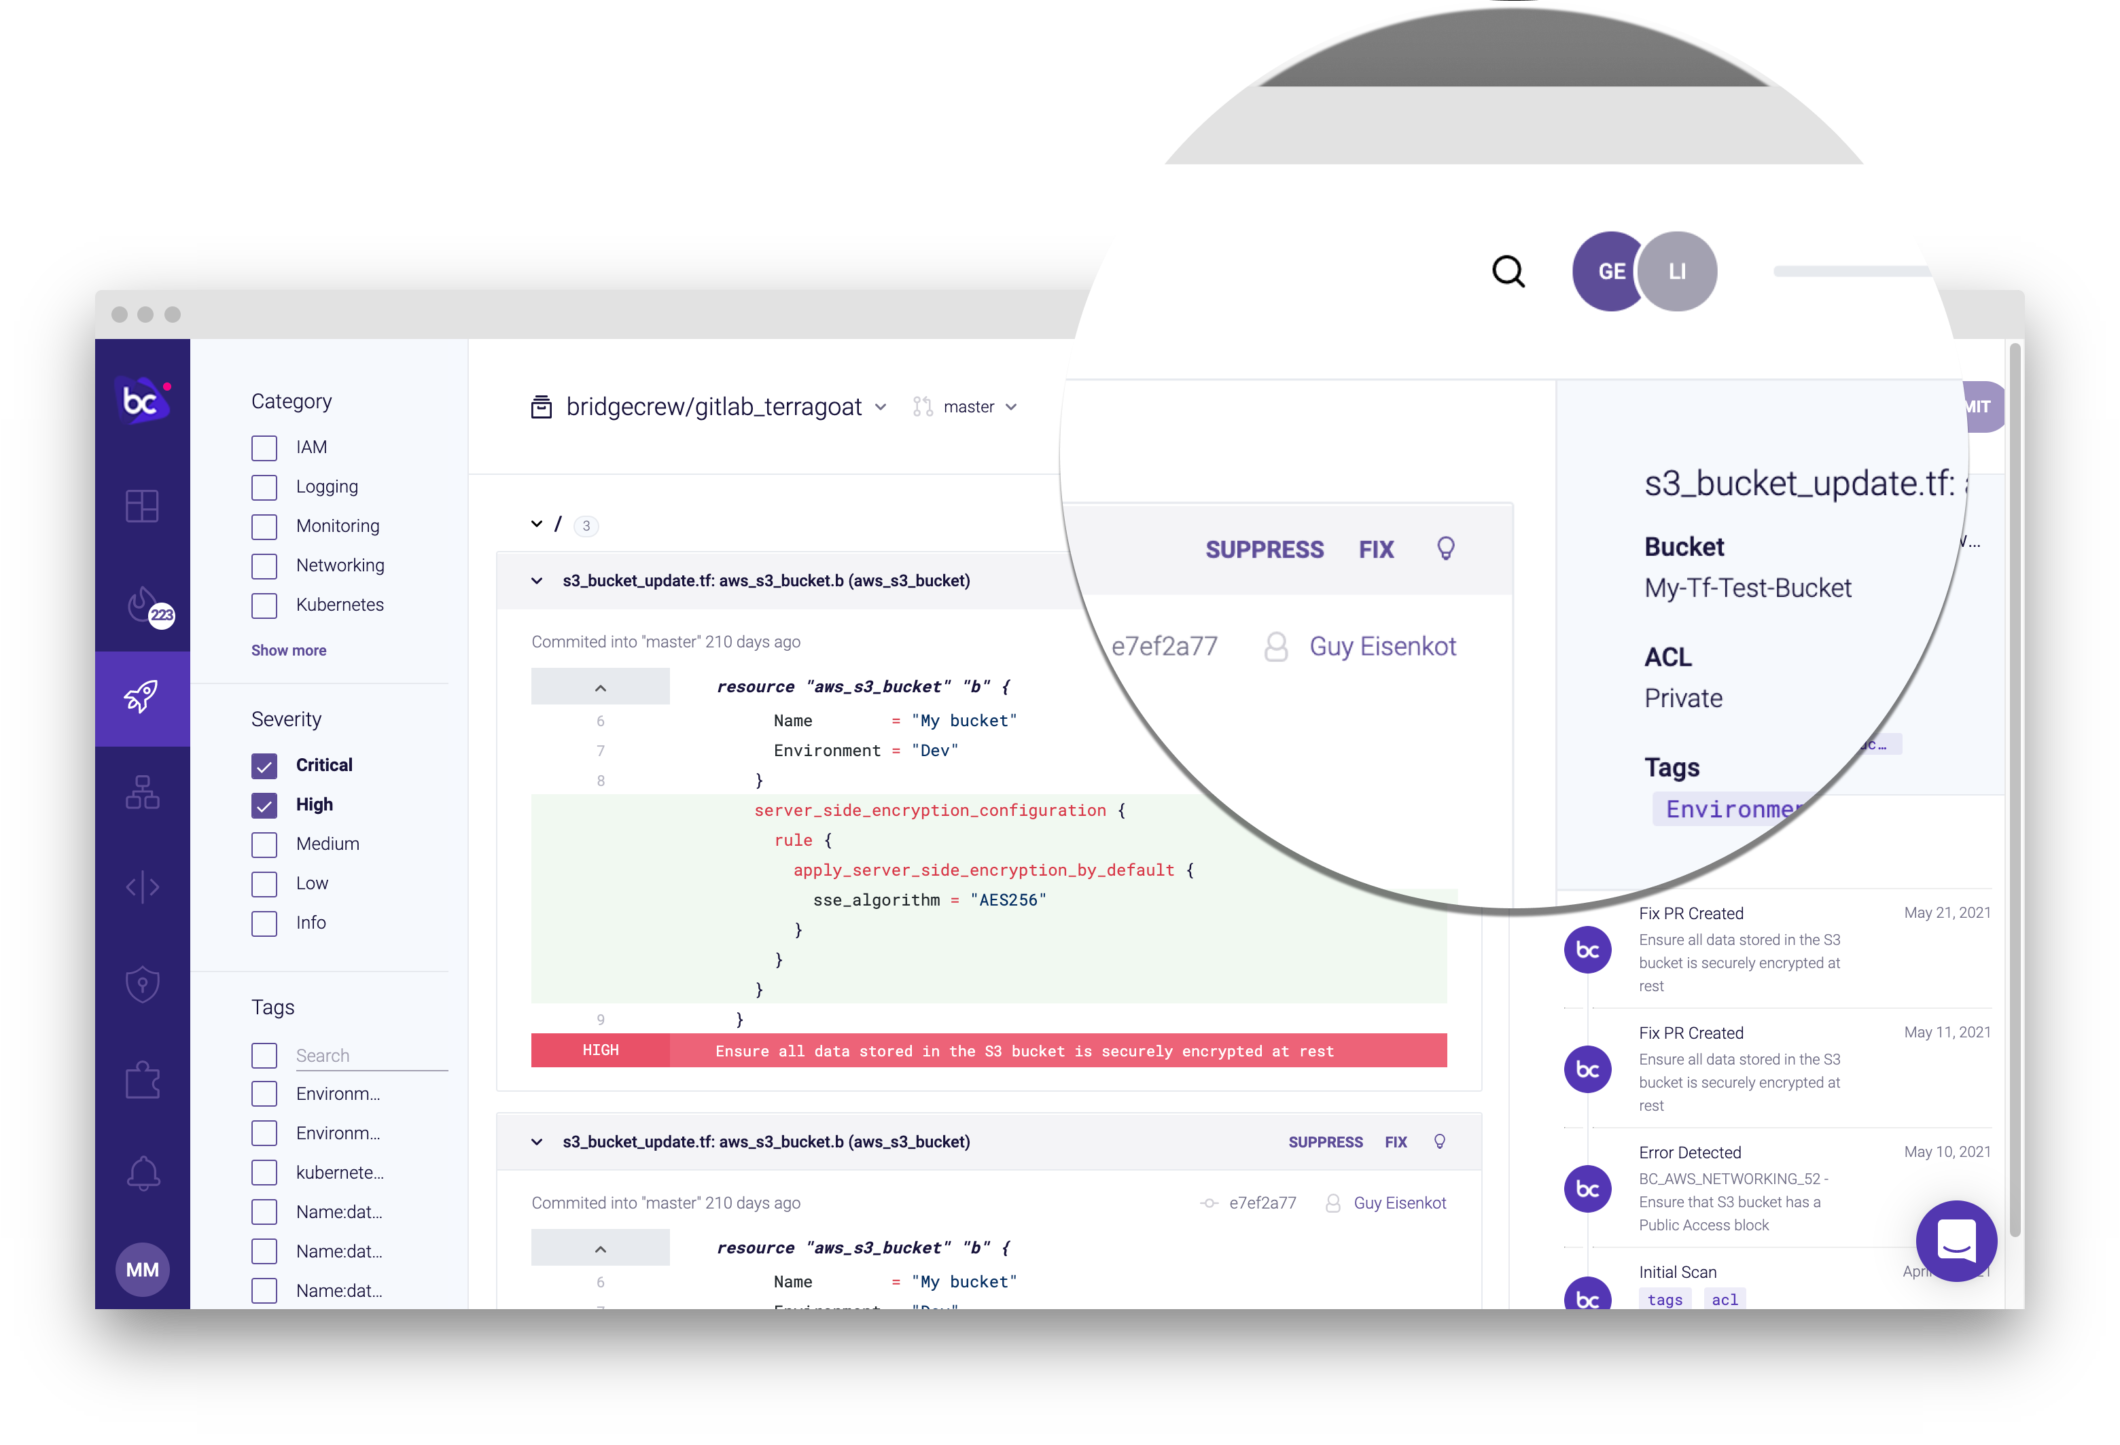 GE
LI
bc
Category
IAM
Logging
Monitoring
Networking
Kubernetes
Show more
223
Severity
Critical
High
Medium
Low
Info
Tags
Search
Environm...
Environm...
kubernete...
Name:dat...
Name:dat...
Name:dat...
MM
bridgecrew/gitlab_terragoat
master
/ 3
s3_bucket_update.tf: aws_s3_bucket.b (aws_s3_bucket)
SUPPRESS FIX
Commited into "master" 210 days ago
e7ef2a77 Guy Eisenkot
resource "aws_s3_bucket" "b" {
6 Name = "My bucket"
7 Environment = "Dev"
8 }
server_side_encryption_configuration {
rule {
apply_server_side_encryption_by_default {
sse_algorithm = "AES256"
}
}
}
9 }
HIGH Ensure all data stored in the S3 bucket is securely encrypted at rest
s3_bucket_update.tf: aws_s3_bucket.b (aws_s3_bucket) SUPPRESS FIX
Commited into "master" 210 days ago e7ef2a77 Guy Eisenkot
resource "aws_s3_bucket" "b" {
6 Name = "My bucket"
s3_bucket_update.tf:
Bucket
My-Tf-Test-Bucket
ACL
Private
Tags
bc
Fix PR Created May 21, 2021
Ensure all data stored in the S3
bucket is securely encrypted at
rest
bc
Fix PR Created May 11, 2021
Ensure all data stored in the S3
bucket is securely encrypted at
rest
bc
Error Detected May 10, 2021
BC_AWS_NETWORKING_52 -
Ensure that S3 bucket has a
Public Access block
bc
Initial Scan
tags acl